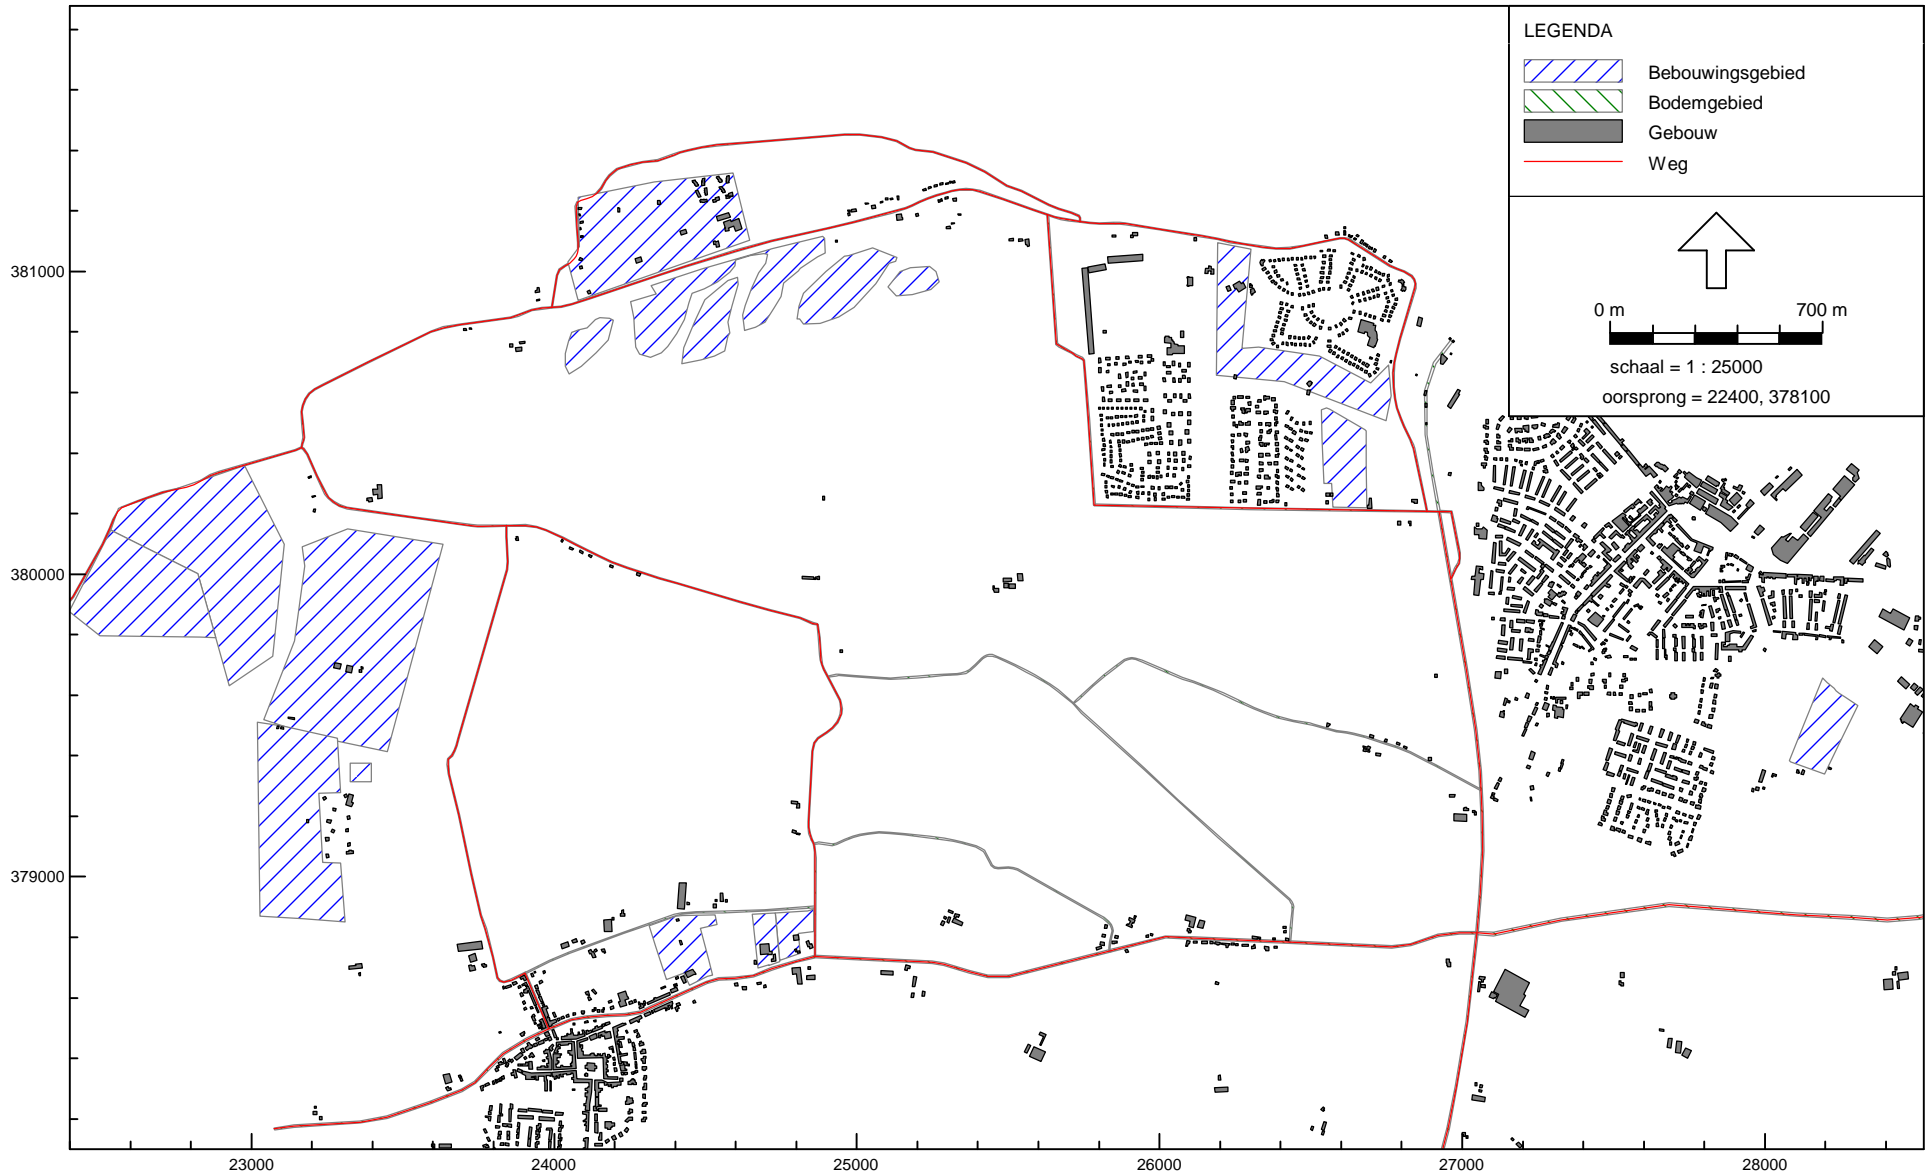 LEGENDA
Bebouwingsgebied
Bodemgebied
Gebouw
Weg
0 m 700 m
schaal = 1 : 25000
oorsprong = 22400, 378100
381000
380000
379000
23000 24000 25000 26000 27000 28000